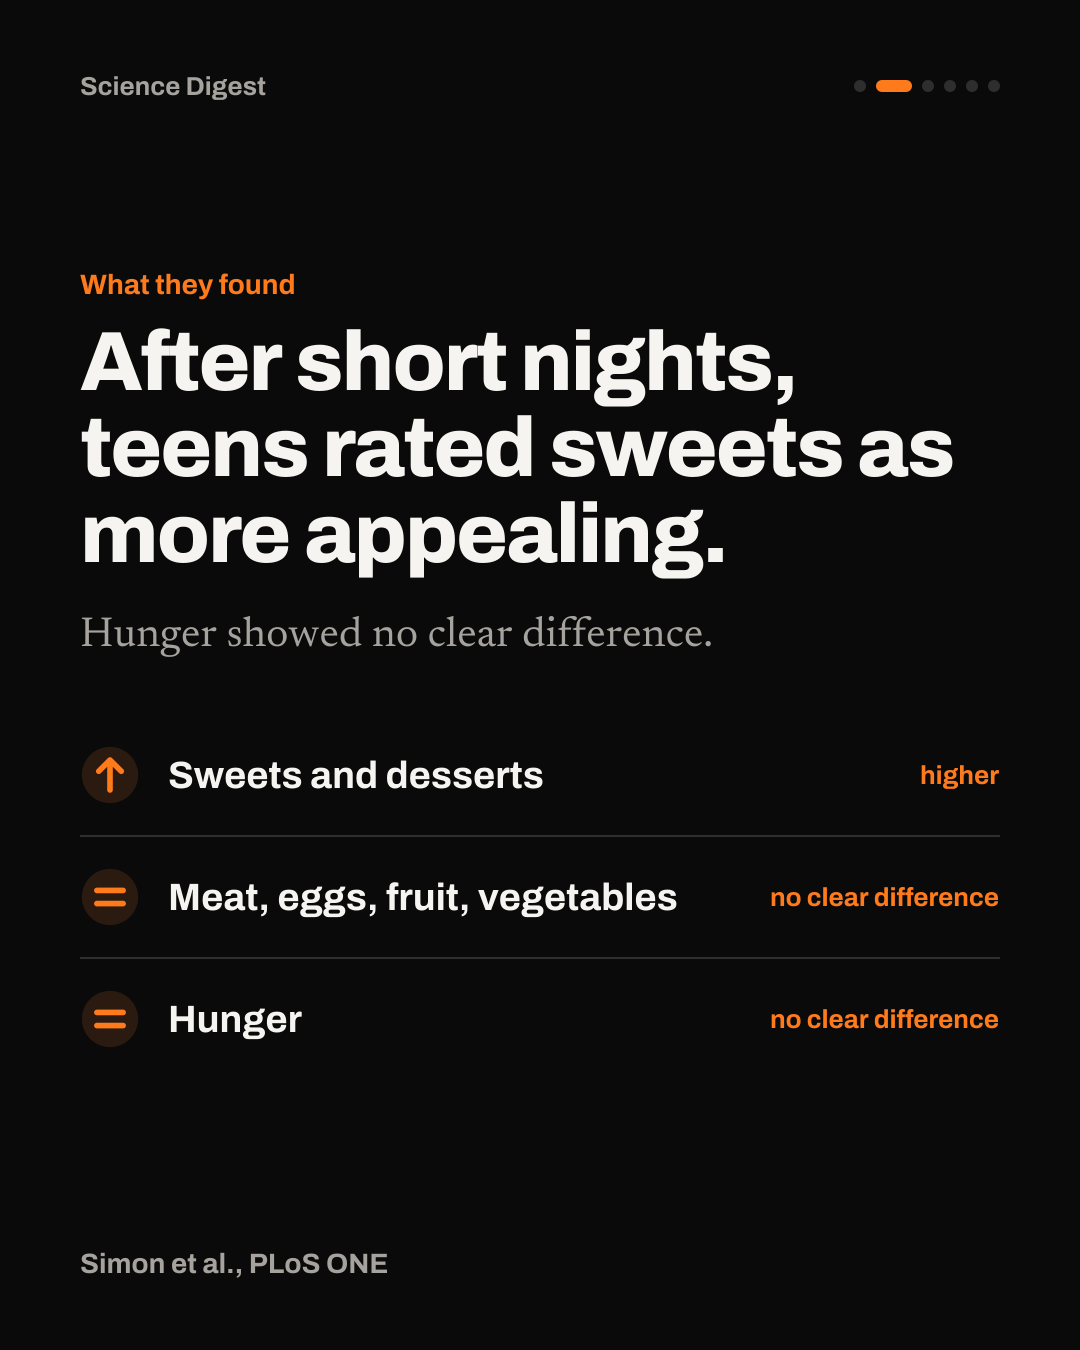 Science Digest
What they found
After short nights,
teens rated sweets as
more appealing.
Hunger showed no clear difference.
Sweets and desserts higher
Meat, eggs, fruit, vegetables no clear difference
Hunger no clear difference
Simon et al., PLoS ONE